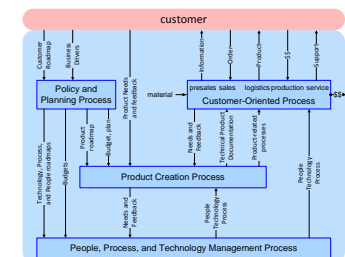 customer
Customer
Roadmap
Business
Drivers
Product Needs
and feedback
Information
Order
Product
$$
Support
Policy and
Planning Process
presales sales logistics production service
Customer-Oriented Process
material
$$
Technology, Process,
and People roadmaps
Budgets
Product
roadmap
Budget, plan
Needs and
Feedback
Technical Product
Documentation
Product related
processes
People
Technology
Process
Product Creation Process
Needs and
Feedback
People
Technology
Process
People, Process, and Technology Management Process